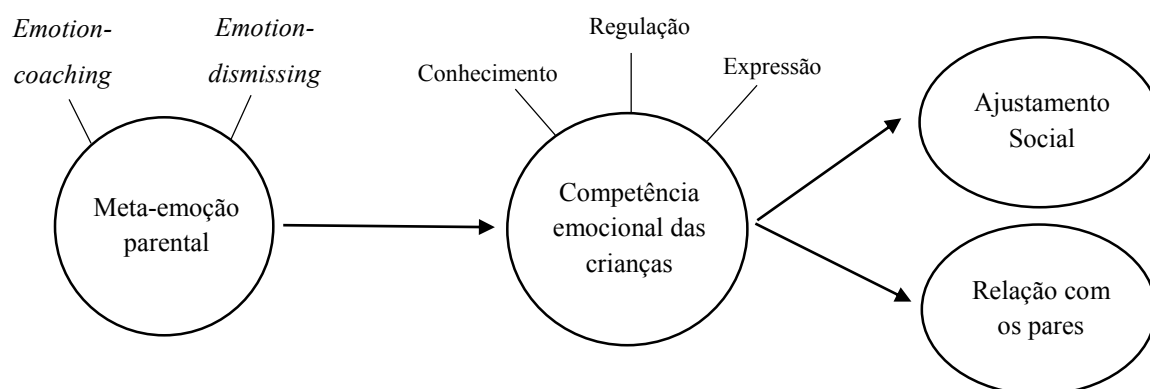 Emotion-
coaching
Emotion-
dismissing
Meta-emoção
parental
Conhecimento
Regulação
Expressão
Competência
emocional das
crianças
Ajustamento
Social
Relação com
os pares